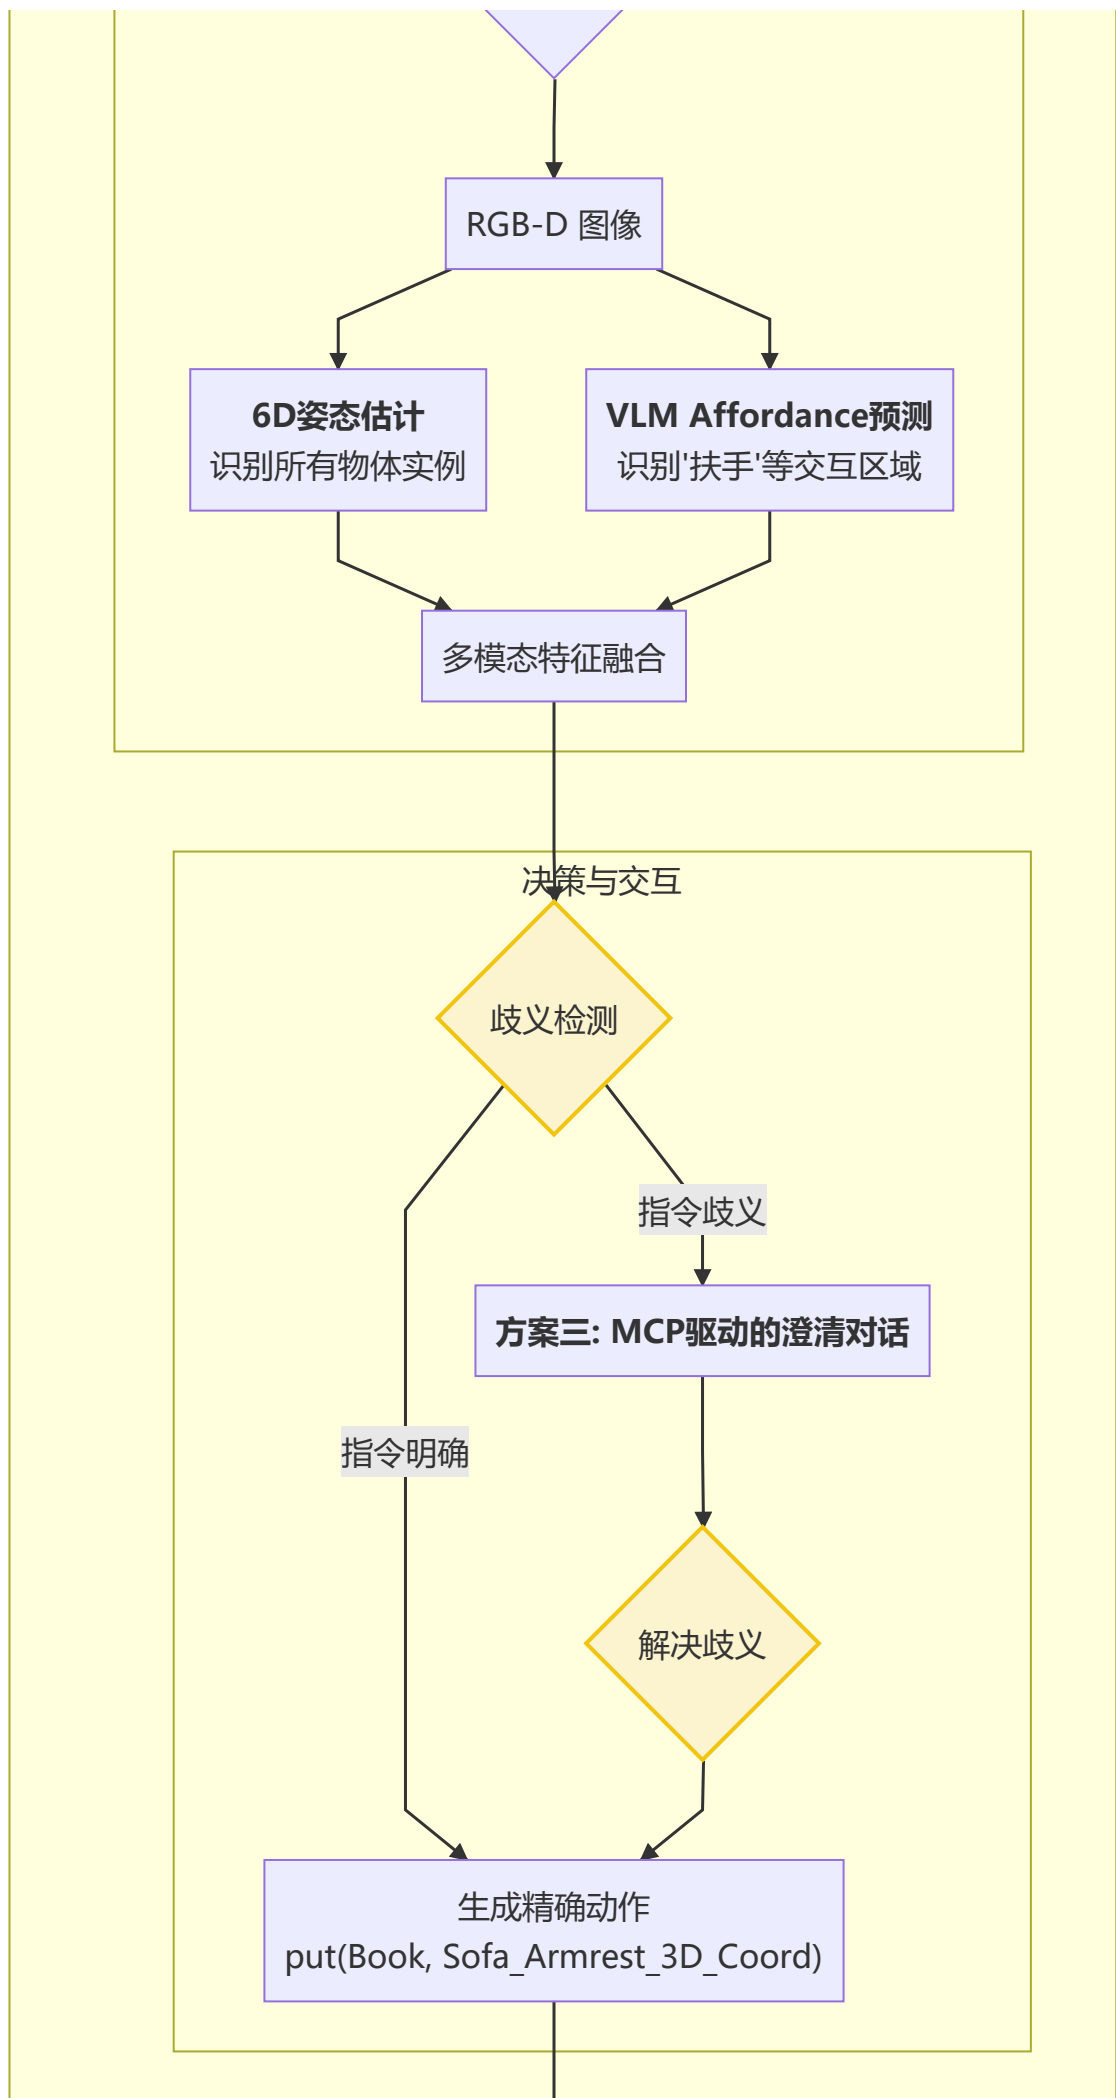 RGB-D 图像
6D姿态估计
识别所有物体实例
VLM Affordance预测
识别'扶手'等交互区域
多模态特征融合
决策与交互
歧义检测
指令歧义
方案三: MCP驱动的澄清对话
指令明确
解决歧义
生成精确动作
put(Book, Sofa_Armrest_3D_Coord)